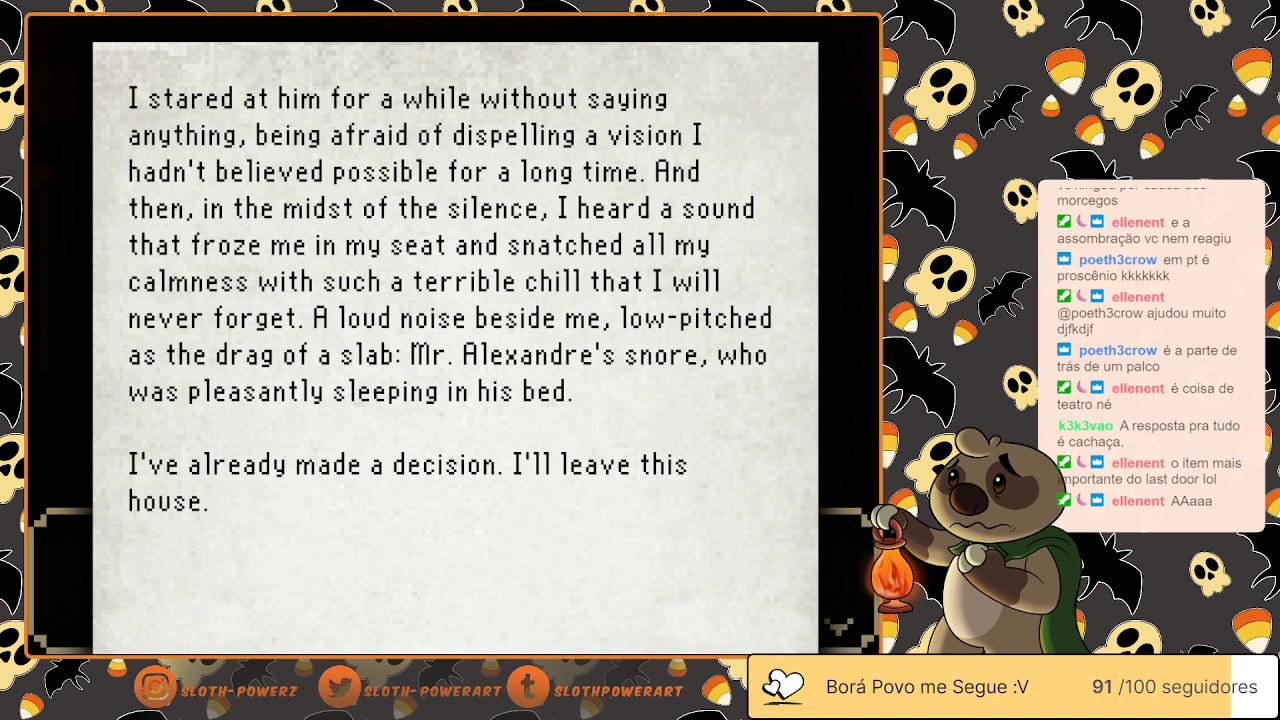 I stared at him for a while without saying
anything, being afraid of dispelling a vision I
hadn't believed possible for a long time. And
then, in the midst of the silence, I heard a sound
that froze me in my seat and snatched all my
calmness with such a terrible chill that I will
never forget. A loud noise beside me, low-pitched
as the drag of a slab: Mr. Alexandre's snore, who
was pleasantly sleeping in his bed.
I've already made a decision. I'll leave this
house.
morcegos
ellenent e a
assombração vc nem reagiu
poeth3crow em pt é
proscênio kkkkkkk
ellenent
@poeth3crow ajudou muito
djfkdjf
poeth3crow é a parte de
trás de um palco
ellenent é coisa de
teatro né
k3k3vao A resposta pra tudo
é cachaça.
ellenent o item mais
importante do last door lol
ellenent AAaaa
SLOTH-POWERZ
SLOTH-POWERART
SLOTHPOWERART
Borá Povo me Segue :V
91 /100 seguidores